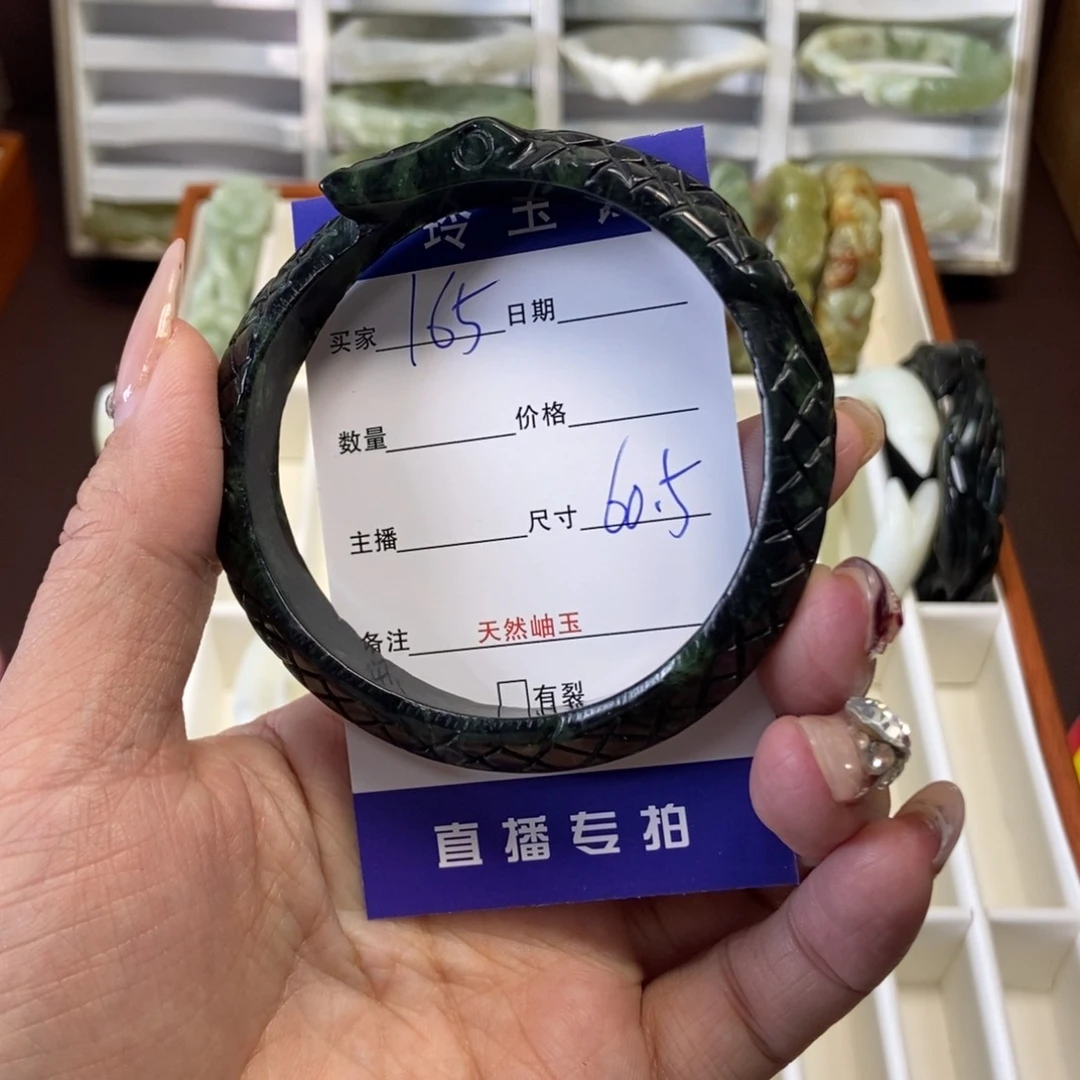 玲玉
买家 165 日期
数量 价格
主播 尺寸 60.5
备注 天然岫玉
有裂
直播专拍